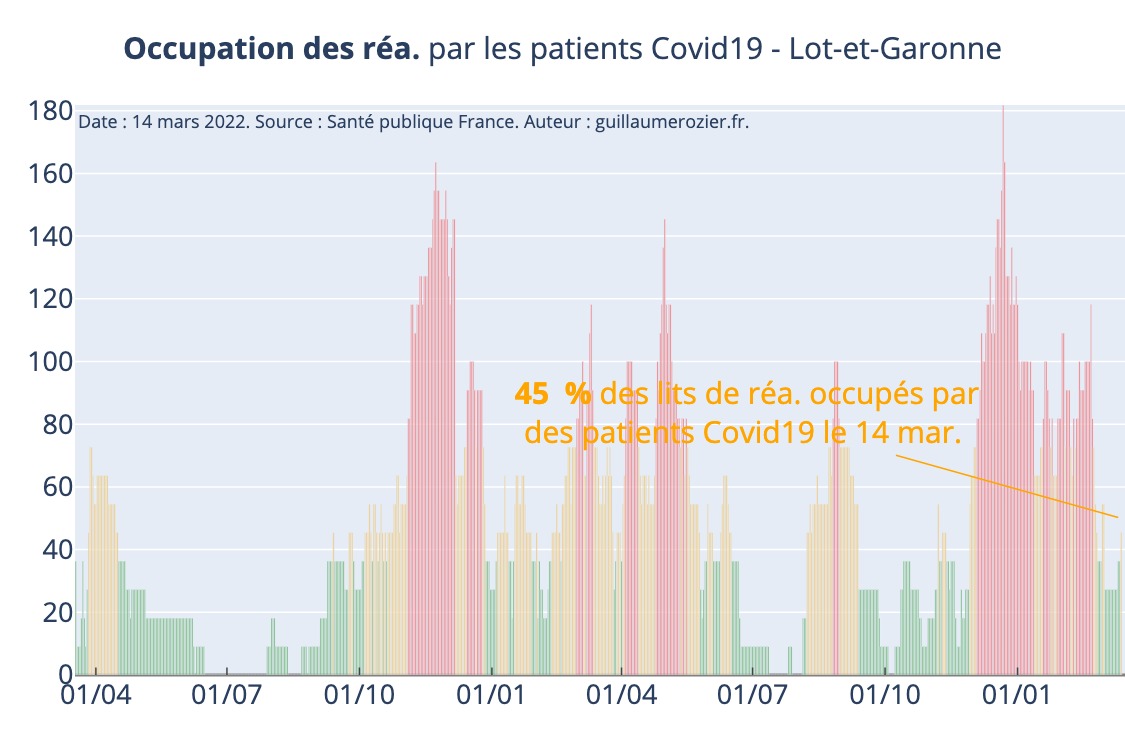 Occupation des réa. par les patients Covid19 - Lot-et-Garonne
180
Date : 14 mars 2022. Source : Santé publique France. Auteur : guillaumerozier.fr.
160
140
120
100
45 % des lits de réa. occupés par
80
des patients Covid19 le 14 mar.
60
40
20
0
01/04 01/07 01/10 01/01 01/04 01/07 01/10 01/01